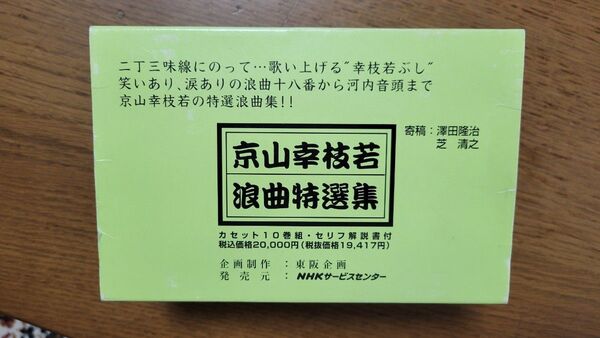 二丁三味線にのって…歌い上げる〝幸枝若ぶし〟
笑いあり、涙ありの浪曲十八番から河内音頭まで
京山幸枝若の特選浪曲集!!
寄稿：澤田隆治
芝 清之
京山幸枝若
浪曲特選集
カセット10巻組・セリフ解説書付
税込価格20,000円(税抜価格19,417円)
企画制作：東阪企画
発売元：NHKサービスセンター